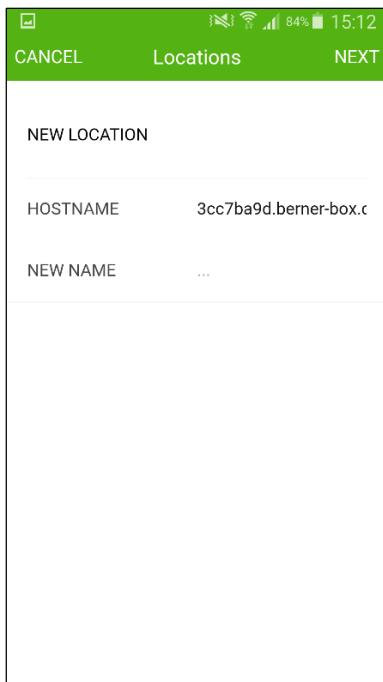 84% 15:12
CANCEL Locations NEXT
NEW LOCATION
HOSTNAME 3cc7ba9d.berner-box.c
NEW NAME ...